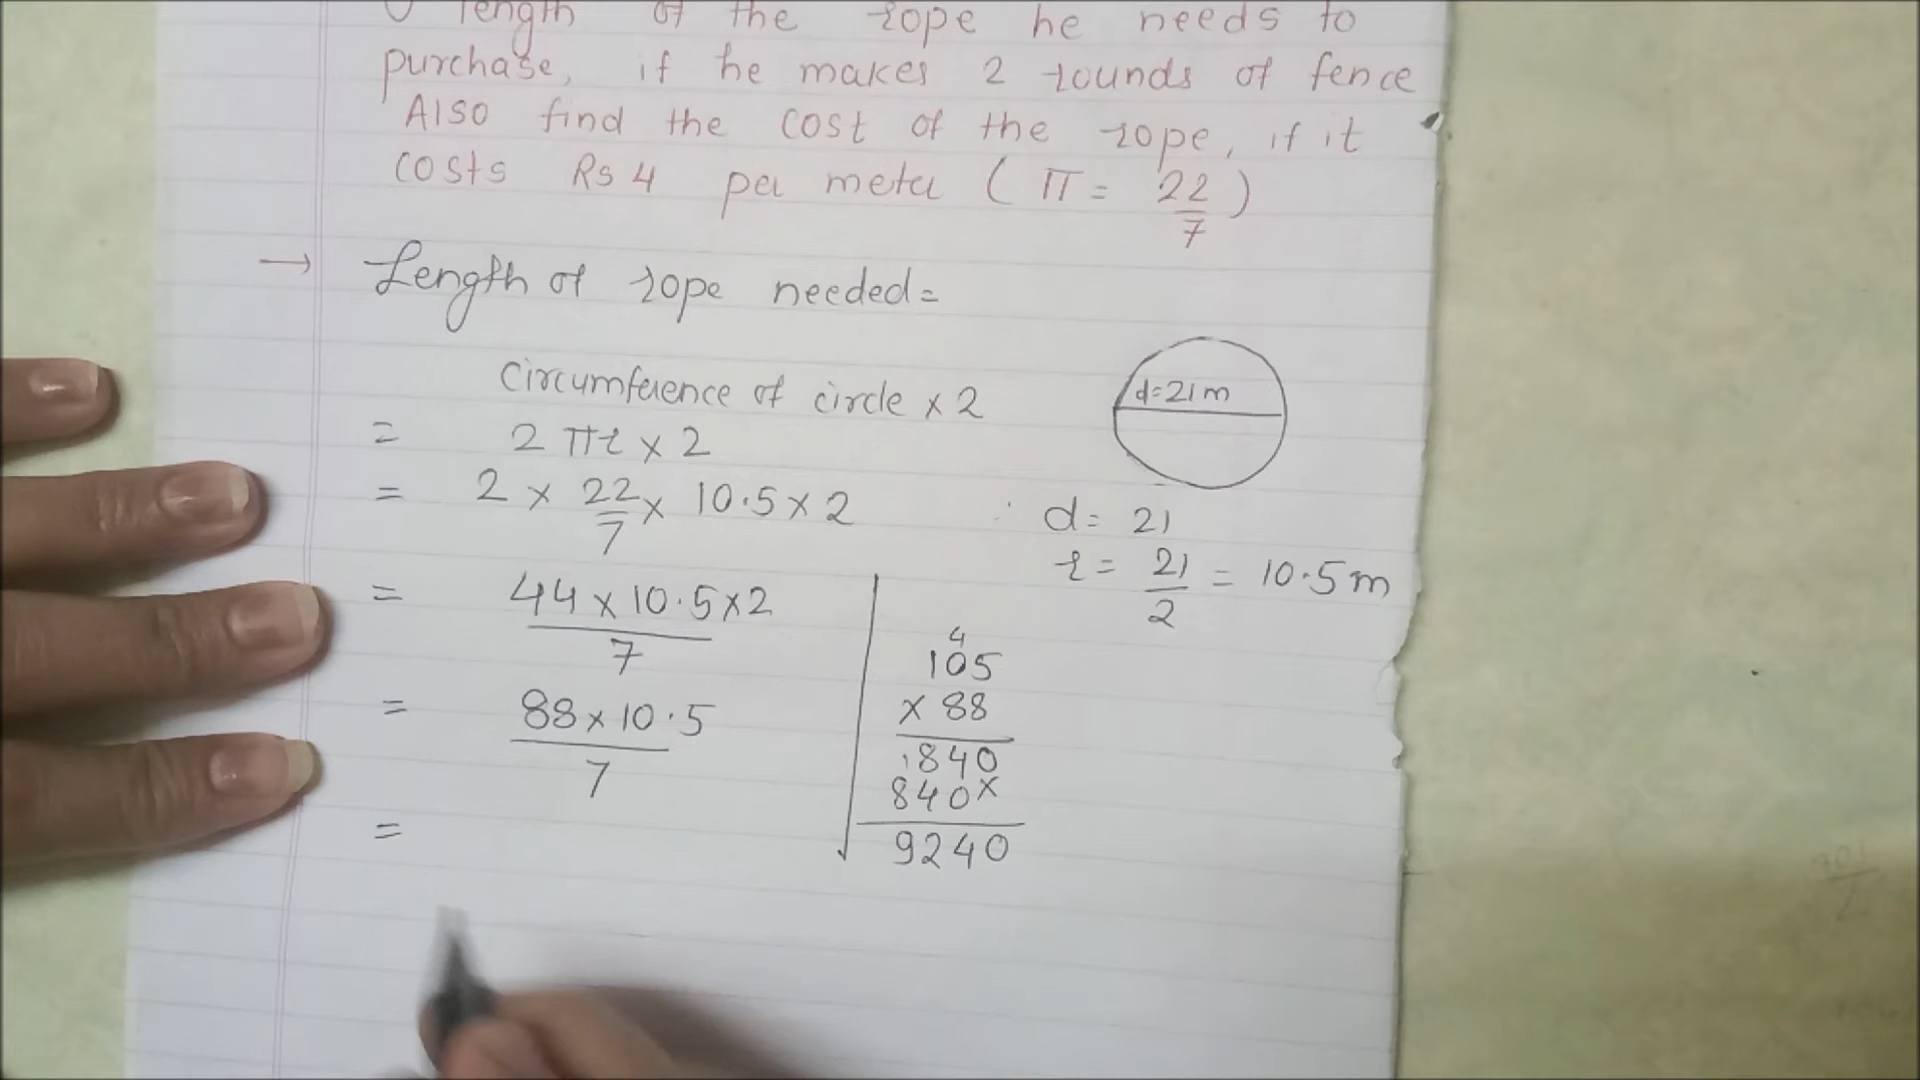 length of the rope he needs to
purchase, if he makes 2 rounds of fence
Also find the cost of the rope, if it
costs Rs 4 per meter ( π = 22/7 )
→ Length of rope needed =
circumference of circle × 2
d=21m
= 2 πr × 2
= 2 × 22/7 × 10.5 × 2
d = 21
r = 21/2 = 10.5 m
= 44 × 10.5 × 2 / 7
= 88 × 10.5 / 7
=
4
105
× 88
840
840×
9240